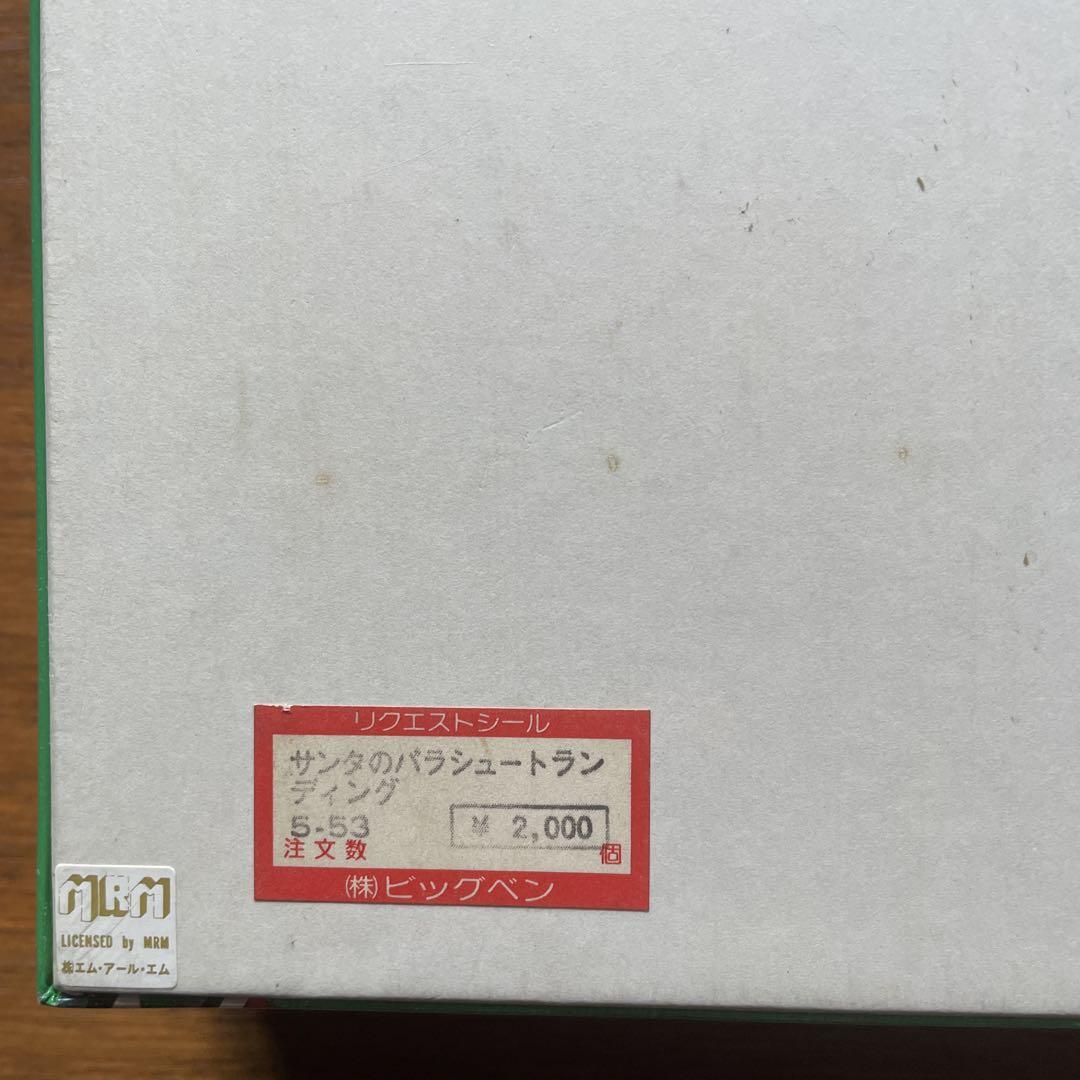 リクエストシール
サンタのパラシュートラン
ディング
5-53
¥ 2,000
注文数 個
(株)ビッグベン
MRM
LICENSED by MRM
株エム・アール・エム